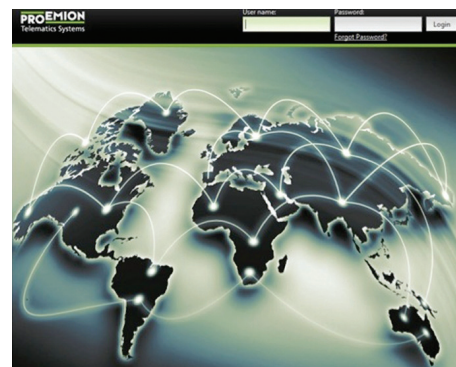 PROEMION
Telematics Systems
User name:
Password:
Login
Forgot Password?